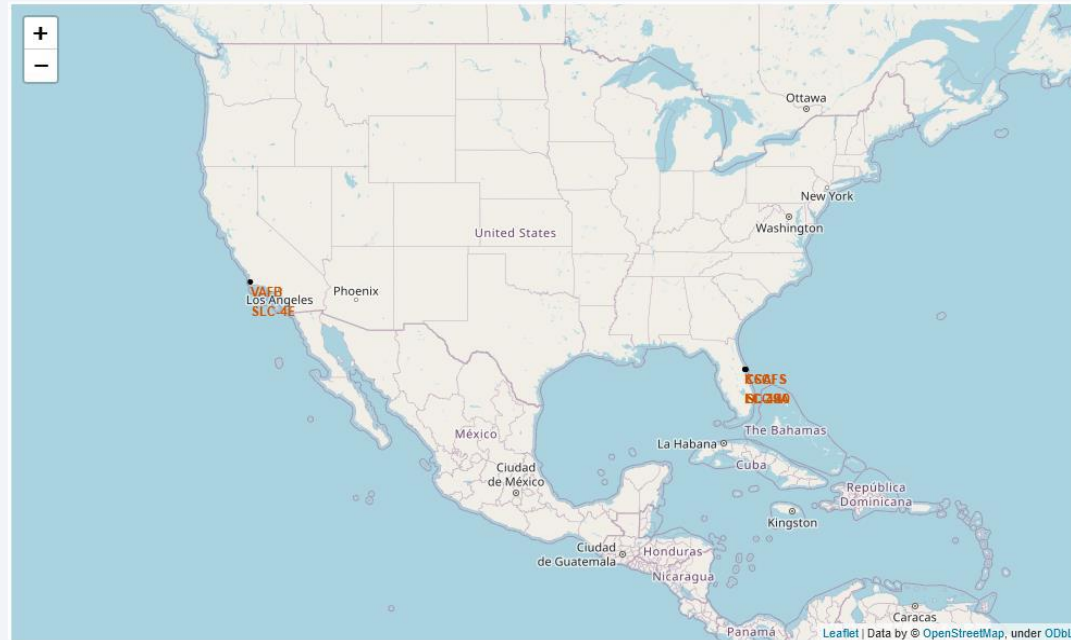 +
−
Ottawa
New York
Washington
United States
VAFB
SLC-4E
Los Angeles
Phoenix
The Bahamas
La Habana
México
Cuba
Ciudad
de México
República
Dominicana
Kingston
Ciudad
de Guatemala
Honduras
Nicaragua
Caracas
Panamá
Leaflet | Data by © OpenStreetMap, under ODbL